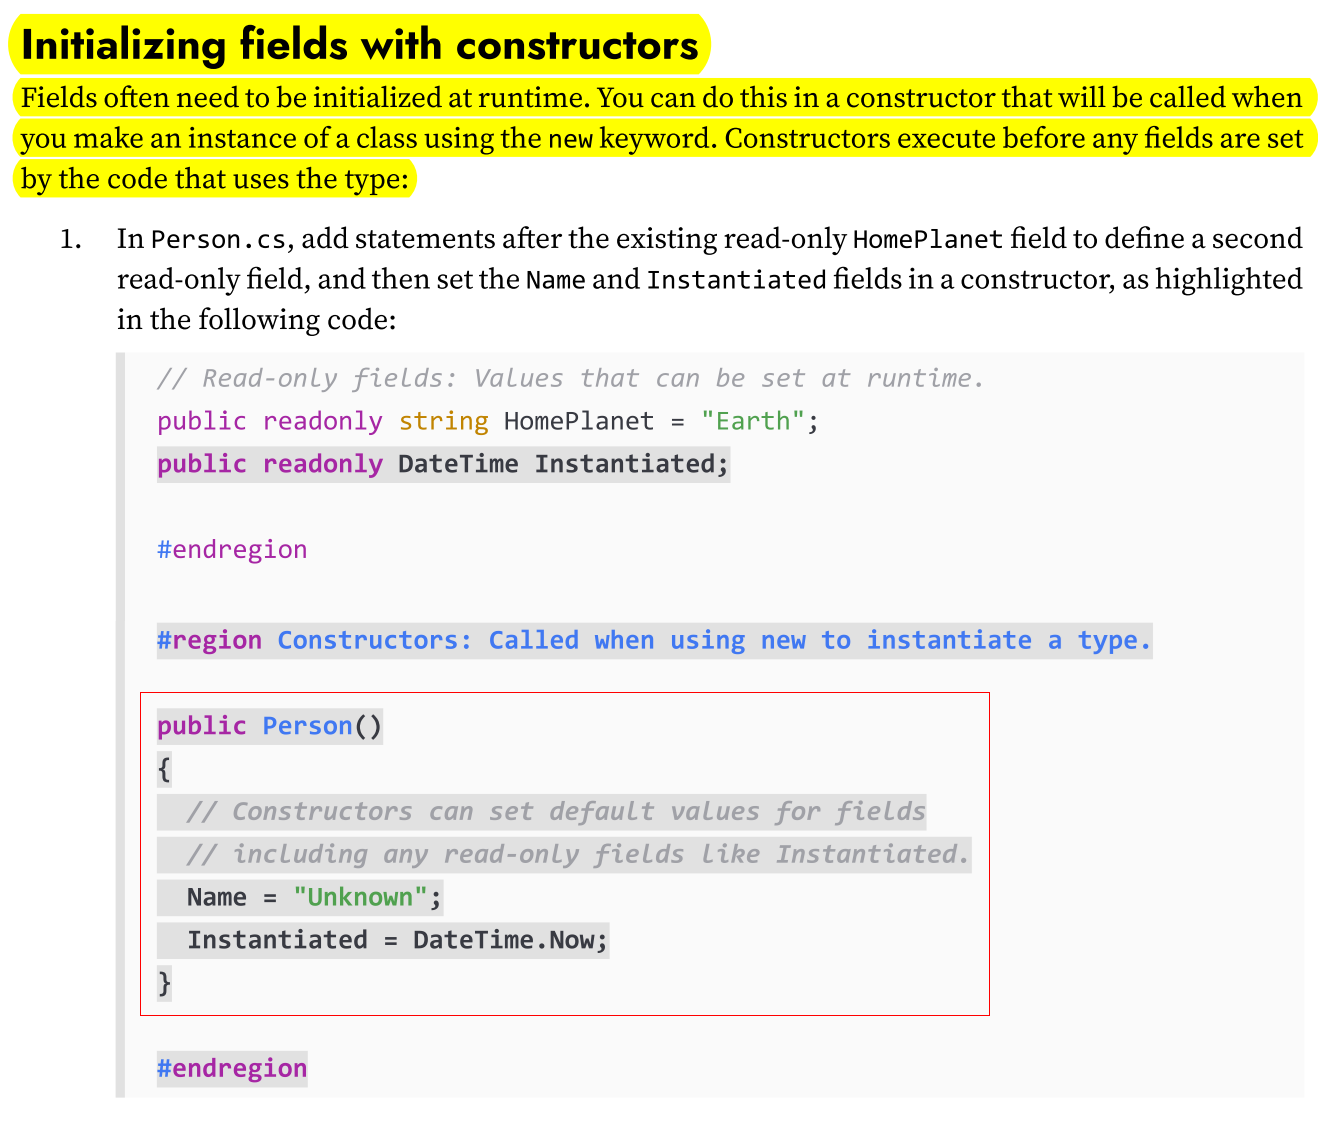 Initializing fields with constructors
Fields often need to be initialized at runtime. You can do this in a constructor that will be called when
you make an instance of a class using the new keyword. Constructors execute before any fields are set
by the code that uses the type:
1. In Person.cs, add statements after the existing read-only HomePlanet field to define a second
read-only field, and then set the Name and Instantiated fields in a constructor, as highlighted
in the following code:
// Read-only fields: Values that can be set at runtime.
public readonly string HomePlanet = "Earth";
public readonly DateTime Instantiated;
#endregion
#region Constructors: Called when using new to instantiate a type.
public Person()
{
// Constructors can set default values for fields
// including any read-only fields like Instantiated.
Name = "Unknown";
Instantiated = DateTime.Now;
}
#endregion